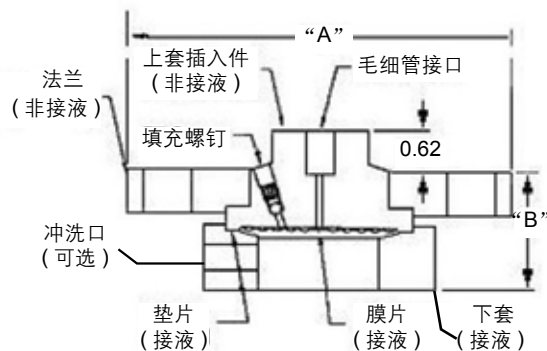 “A”
上套插入件
(非接液)
毛细管接口
法兰
(非接液)
填充螺钉
0.62
“B”
冲洗口
(可选)
垫片
(接液)
膜片
(接液)
下套
(接液)